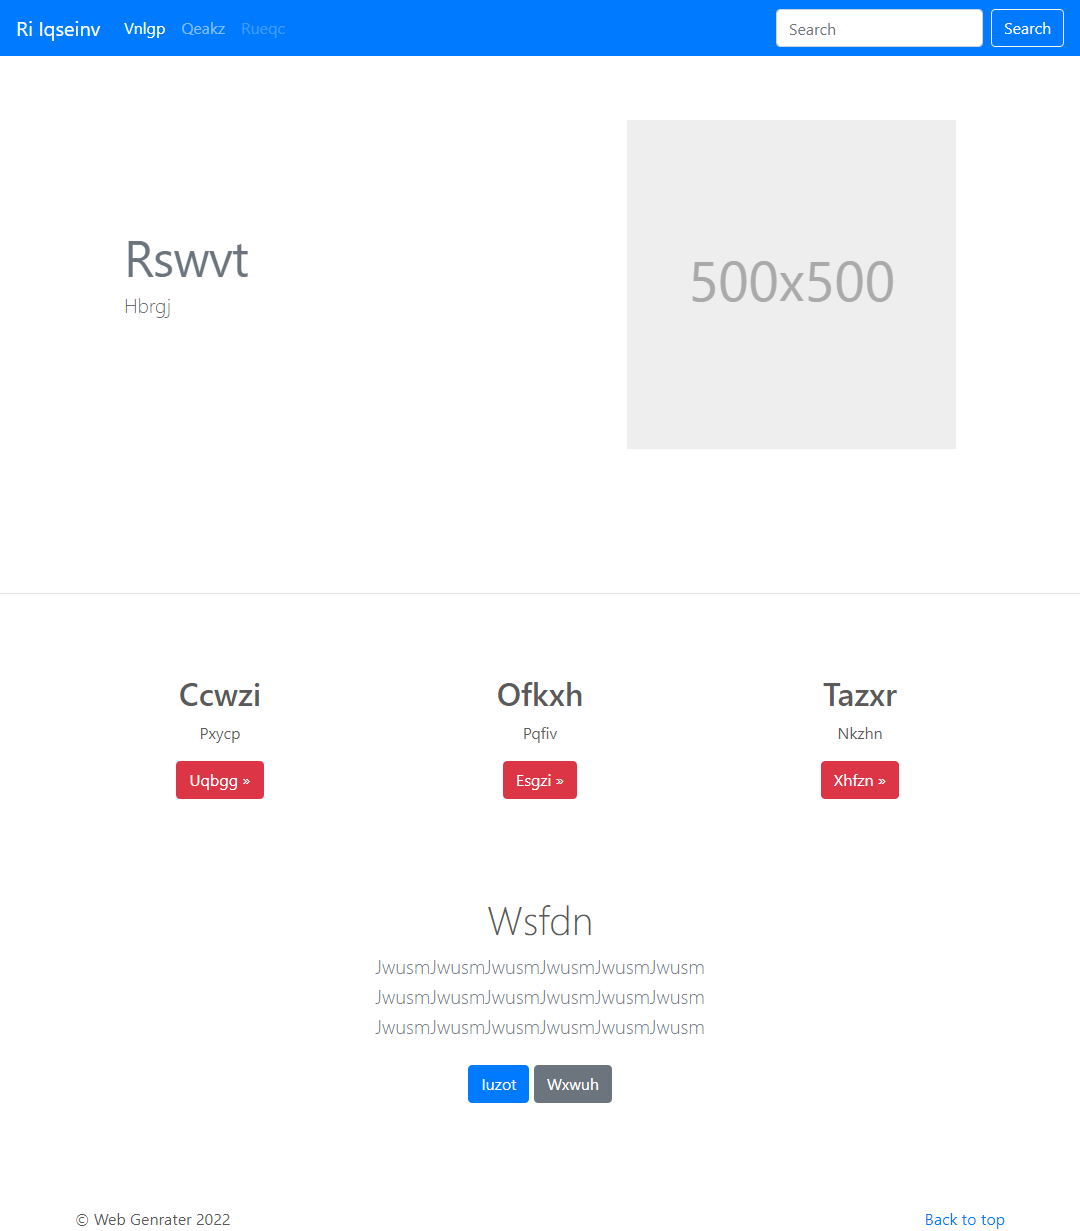 Ri Iqseinv Vnlgp Qeakz Rueqc Search Search
Rswvt
Hbrgj
500x500
Ccwzi Ofkxh Tazxr
Pxycp Pqfiv Nkzhn
Uqbgg » Esgzi » Xhfzn »
Wsfdn
JwusmJwusmJwusmJwusmJwusmJwusm
JwusmJwusmJwusmJwusmJwusmJwusm
JwusmJwusmJwusmJwusmJwusmJwusm
Iuzot Wxwuh
© Web Genrater 2022 Back to top